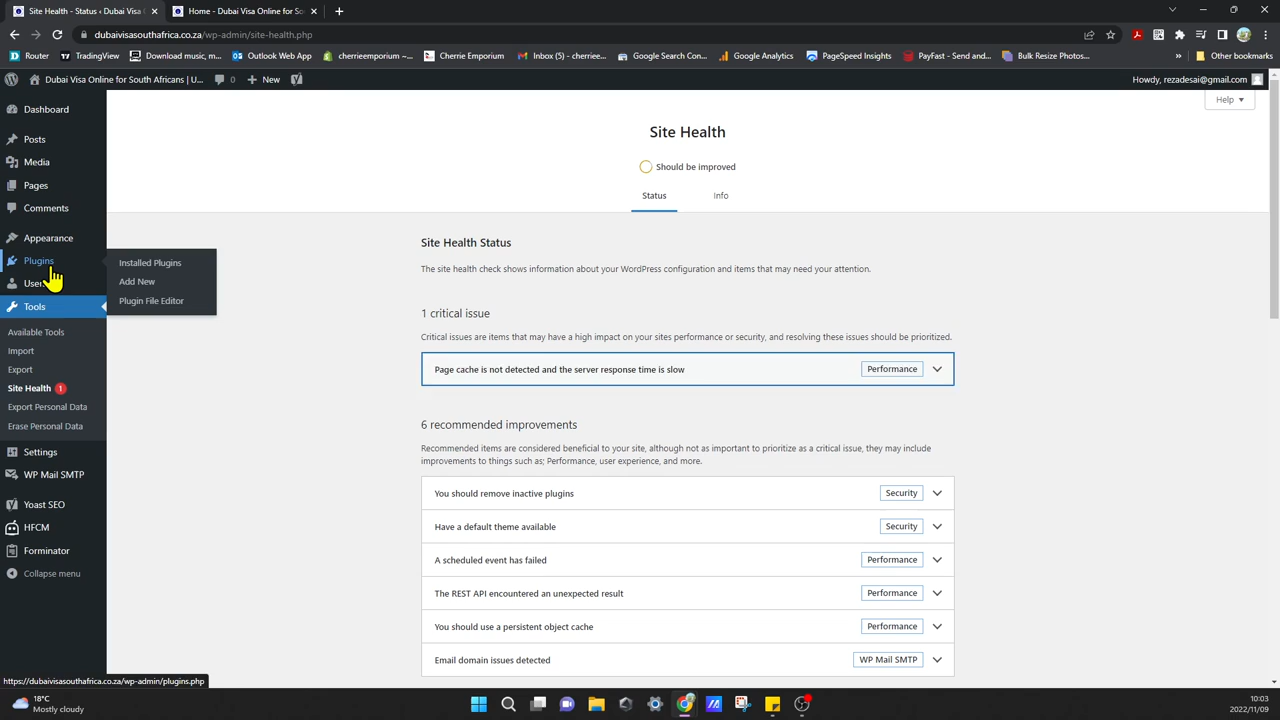 Site Health ‹ Dubai Visa Southa
Home - Dubai Visa Online for So
dubaivisasouthafrica.co.za/wp-admin/site-health.php
Router
TradingView
Download music, m...
Outlook Web App
cherrieemporium – ...
Cherrie Emporium
Inbox (5) - cherriee...
Google Search Con...
Google Analytics
PageSpeed Insights
PayFast - Sending a...
Bulk Resize Photos...
»
Other bookmarks
Dubai Visa Online for South Africans | U...
0
New
Howdy, rezadesai@gmail.com
Help
Dashboard
Posts
Media
Pages
Comments
Appearance
Plugins
Installed Plugins
Add New
Plugin File Editor
Tools
Available Tools
Import
Export
Site Health 1
Export Personal Data
Erase Personal Data
Settings
WP Mail SMTP
Yoast SEO
HFCM
Forminator
Collapse menu
Site Health
Should be improved
Status
Info
Site Health Status
The site health check shows information about your WordPress configuration and items that may need your attention.
1 critical issue
Critical issues are items that may have a high impact on your sites performance or security, and resolving these issues should be prioritized.
Page cache is not detected and the server response time is slow
Performance
6 recommended improvements
Recommended items are considered beneficial to your site, although not as important to prioritize as a critical issue, they may include
improvements to things such as; Performance, user experience, and more.
You should remove inactive plugins
Security
Have a default theme available
Security
A scheduled event has failed
Performance
The REST API encountered an unexpected result
Performance
You should use a persistent object cache
Performance
Email domain issues detected
WP Mail SMTP
https://dubaivisasouthafrica.co.za/wp-admin/plugins.php
18°C
Mostly cloudy
10:03
2022/11/09